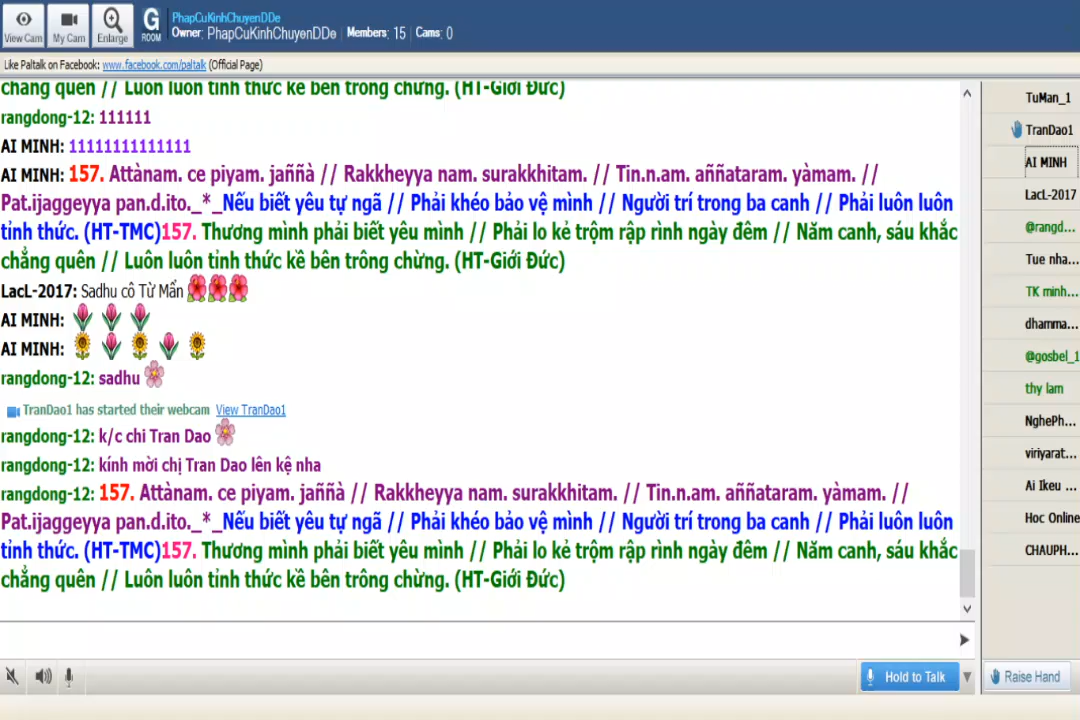 View Cam
My Cam
Enlarge
G
ROOM
PhapCuKinhChuyenDDe
Owner: PhapCuKinhChuyenDDe Members: 15 Cams: 0
Like Paltalk on Facebook: www.facebook.com/paltalk (Official Page)
chẳng quên // Luôn luôn tỉnh thức kề bên trông chừng. (HT-Giới Đức)
rangdong-12: 111111
AI MINH: 11111111111111
AI MINH: 157. Attànam. ce piyam. jaññà // Rakkheyya nam. surakkhitam. // Tin.n.am. aññataram. yàmam. //
Pat.ijaggeyya pan.d.ito._*_Nếu biết yêu tự ngã // Phải khéo bảo vệ mình // Người trí trong ba canh // Phải luôn luôn
tỉnh thức. (HT-TMC)157. Thương mình phải biết yêu mình // Phải lo kẻ trộm rập rình ngày đêm // Năm canh, sáu khắc
chẳng quên // Luôn luôn tỉnh thức kề bên trông chừng. (HT-Giới Đức)
LacL-2017: Sadhu cô Từ Mẩn
AI MINH:
AI MINH:
rangdong-12: sadhu
TranDao1 has started their webcam View TranDao1
rangdong-12: k/c chi Tran Dao
rangdong-12: kính mời chị Tran Dao lên kệ nha
rangdong-12: 157. Attànam. ce piyam. jaññà // Rakkheyya nam. surakkhitam. // Tin.n.am. aññataram. yàmam. //
Pat.ijaggeyya pan.d.ito._*_Nếu biết yêu tự ngã // Phải khéo bảo vệ mình // Người trí trong ba canh // Phải luôn luôn
tỉnh thức. (HT-TMC)157. Thương mình phải biết yêu mình // Phải lo kẻ trộm rập rình ngày đêm // Năm canh, sáu khắc
chẳng quên // Luôn luôn tỉnh thức kề bên trông chừng. (HT-Giới Đức)
TuMan_1
TranDao1
AI MINH
LacL-2017
@rangd...
Tue nha...
TK minh...
dhamma...
@gosbel_1
thy lam
NghePh...
viriyarat...
Ai Ikeu ...
Hoc Online
CHAUPH...
Hold to Talk
Raise Hand